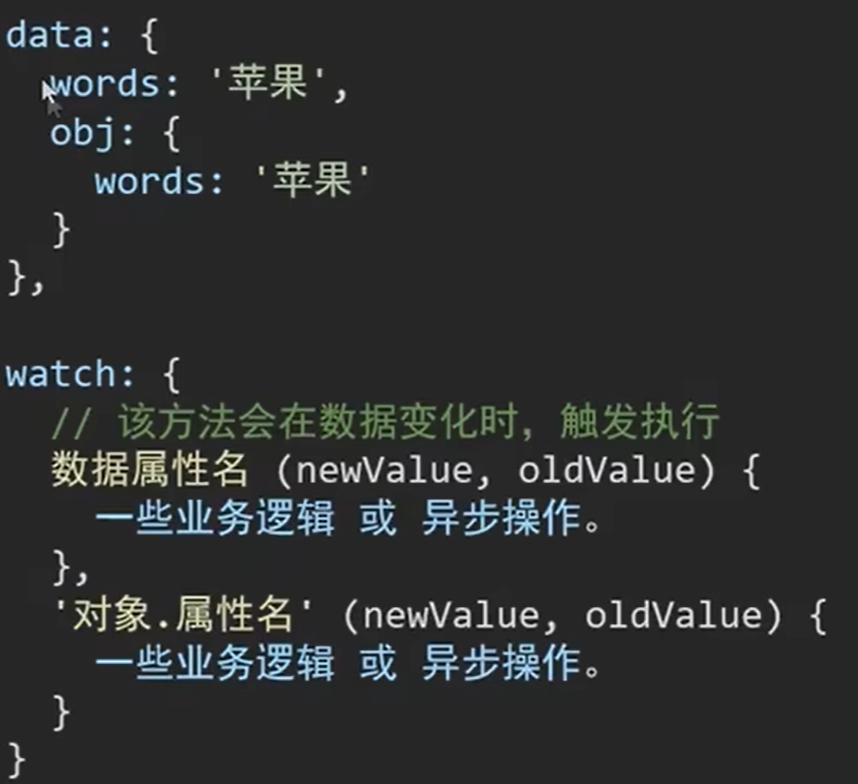 data: {
  words: '苹果',
  obj: {
    words: '苹果'
  }
},

watch: {
  // 该方法会在数据变化时，触发执行
  数据属性名 (newValue, oldValue) {
    一些业务逻辑 或 异步操作。
  },
  '对象.属性名' (newValue, oldValue) {
    一些业务逻辑 或 异步操作。
  }
}